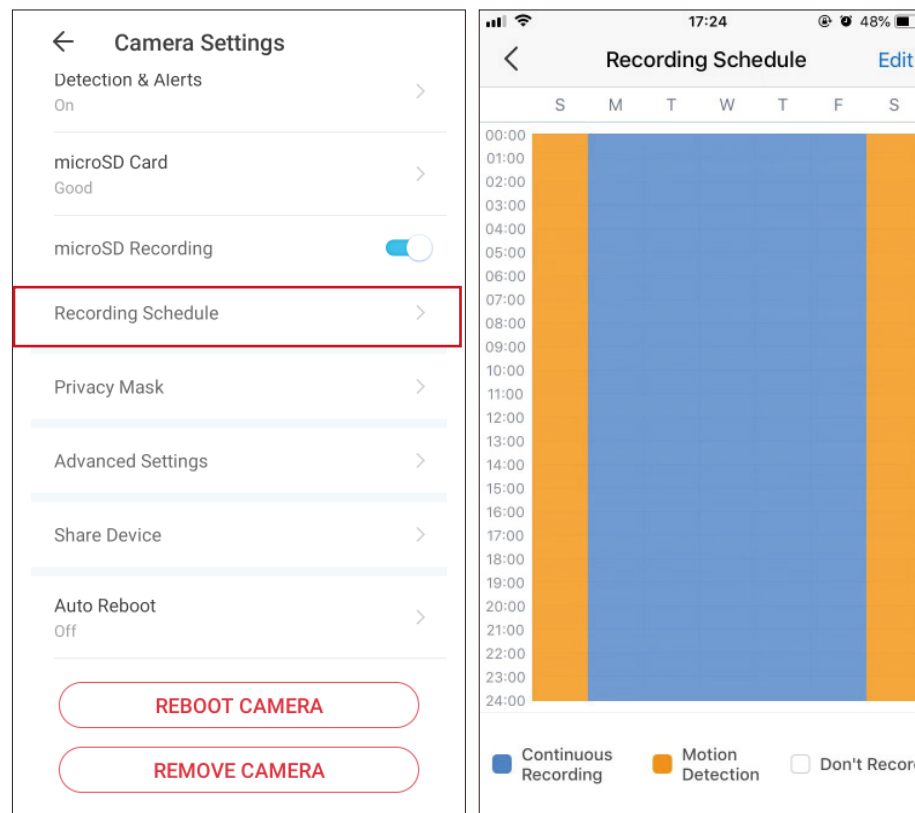 Camera Settings
Detection & Alerts
On
microSD Card
Good
microSD Recording
Recording Schedule
Privacy Mask
Advanced Settings
Share Device
Auto Reboot
Off
REBOOT CAMERA
REMOVE CAMERA
17:24 48%
Recording Schedule Edit
S M T W T F S
00:00
01:00
02:00
03:00
04:00
05:00
06:00
07:00
08:00
09:00
10:00
11:00
12:00
13:00
14:00
15:00
16:00
17:00
18:00
19:00
20:00
21:00
22:00
23:00
24:00
Continuous
Recording
Motion
Detection
Don't Recor